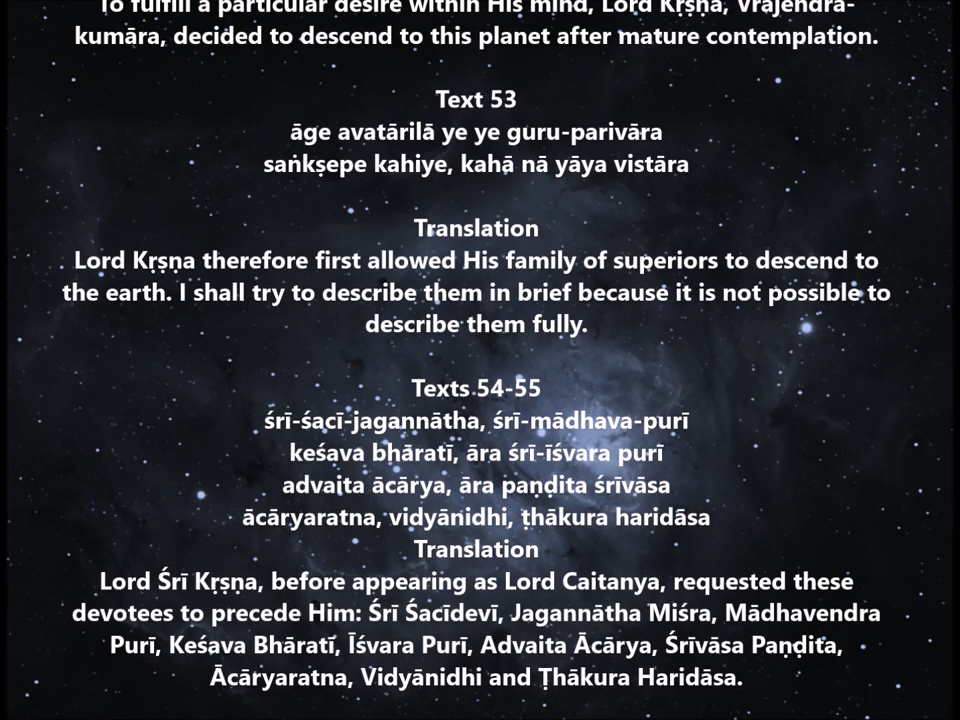 To fulfill a particular desire within His mind, Lord Kṛṣṇa, Vrajendra-
kumāra, decided to descend to this planet after mature contemplation.
Text 53
āge avatārilā ye ye guru-parivāra
saṅkṣepe kahiye, kahā nā yāya vistāra
Translation
Lord Kṛṣṇa therefore first allowed His family of superiors to descend to
the earth. I shall try to describe them in brief because it is not possible to
describe them fully.
Texts 54-55
śrī-śacī-jagannātha, śrī-mādhava-purī
keśava bhāratī, āra śrī-īśvara purī
advaita ācārya, āra paṇḍita śrīvāsa
ācāryaratna, vidyānidhi, ṭhākura haridāsa
Translation
Lord Śrī Kṛṣṇa, before appearing as Lord Caitanya, requested these
devotees to precede Him: Śrī Śacīdevī, Jagannātha Miśra, Mādhavendra
Purī, Keśava Bhāratī, Īśvara Purī, Advaita Ācārya, Śrīvāsa Paṇḍita,
Ācāryaratna, Vidyānidhi and Ṭhākura Haridāsa.